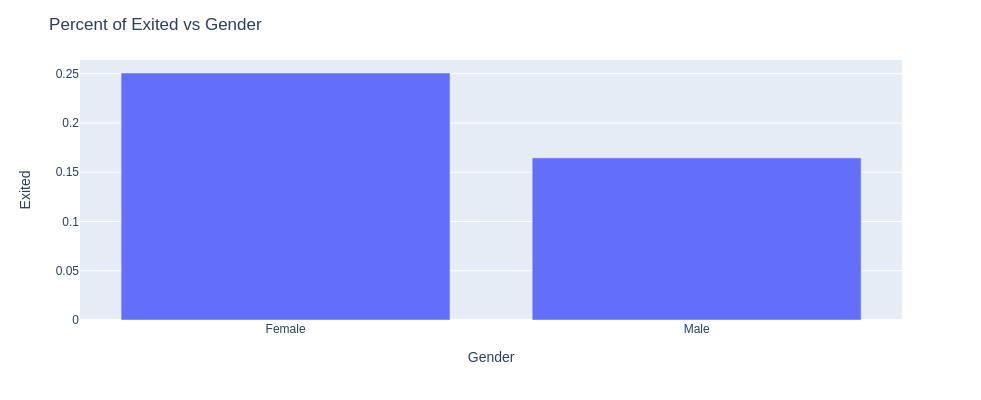 Percent of Exited vs Gender
0.25
0.2
0.15
0.1
0.05
0
Exited
Female
Male
Gender